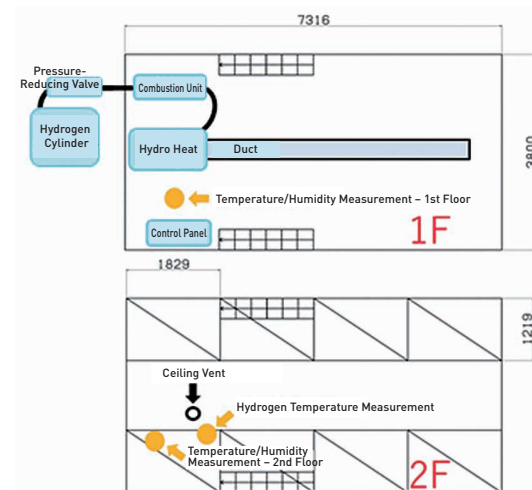 7316
Pressure-
Reducing Valve
Combustion Unit
Hydrogen
Cylinder
Hydro Heat
Duct
3800
Temperature/Humidity Measurement – 1st Floor
Control Panel
1F
1829
1219
Ceiling Vent
Hydrogen Temperature Measurement
Temperature/Humidity
Measurement – 2nd Floor
2F